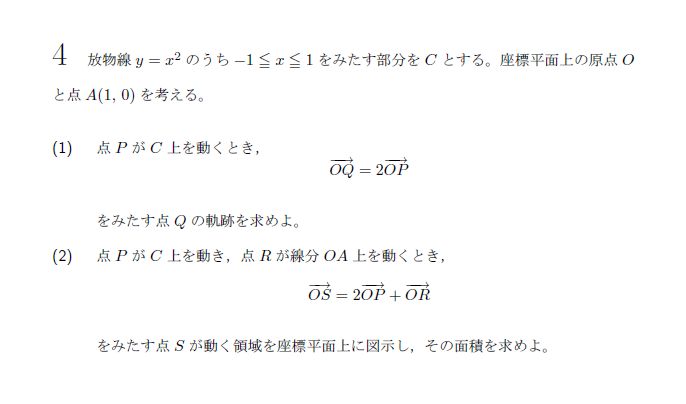 4 放物線 y = x² のうち −1 ≦ x ≦ 1 をみたす部分を C とする。座標平面上の原点 O
と点 A(1, 0) を考える。
(1) 点 P が C 上を動くとき,
$\overrightarrow{OQ} = 2\overrightarrow{OP}$
をみたす点 Q の軌跡を求めよ。
(2) 点 P が C 上を動き, 点 R が線分 OA 上を動くとき,
$\overrightarrow{OS} = 2\overrightarrow{OP} + \overrightarrow{OR}$
をみたす点 S が動く領域を座標平面上に図示し, その面積を求めよ。